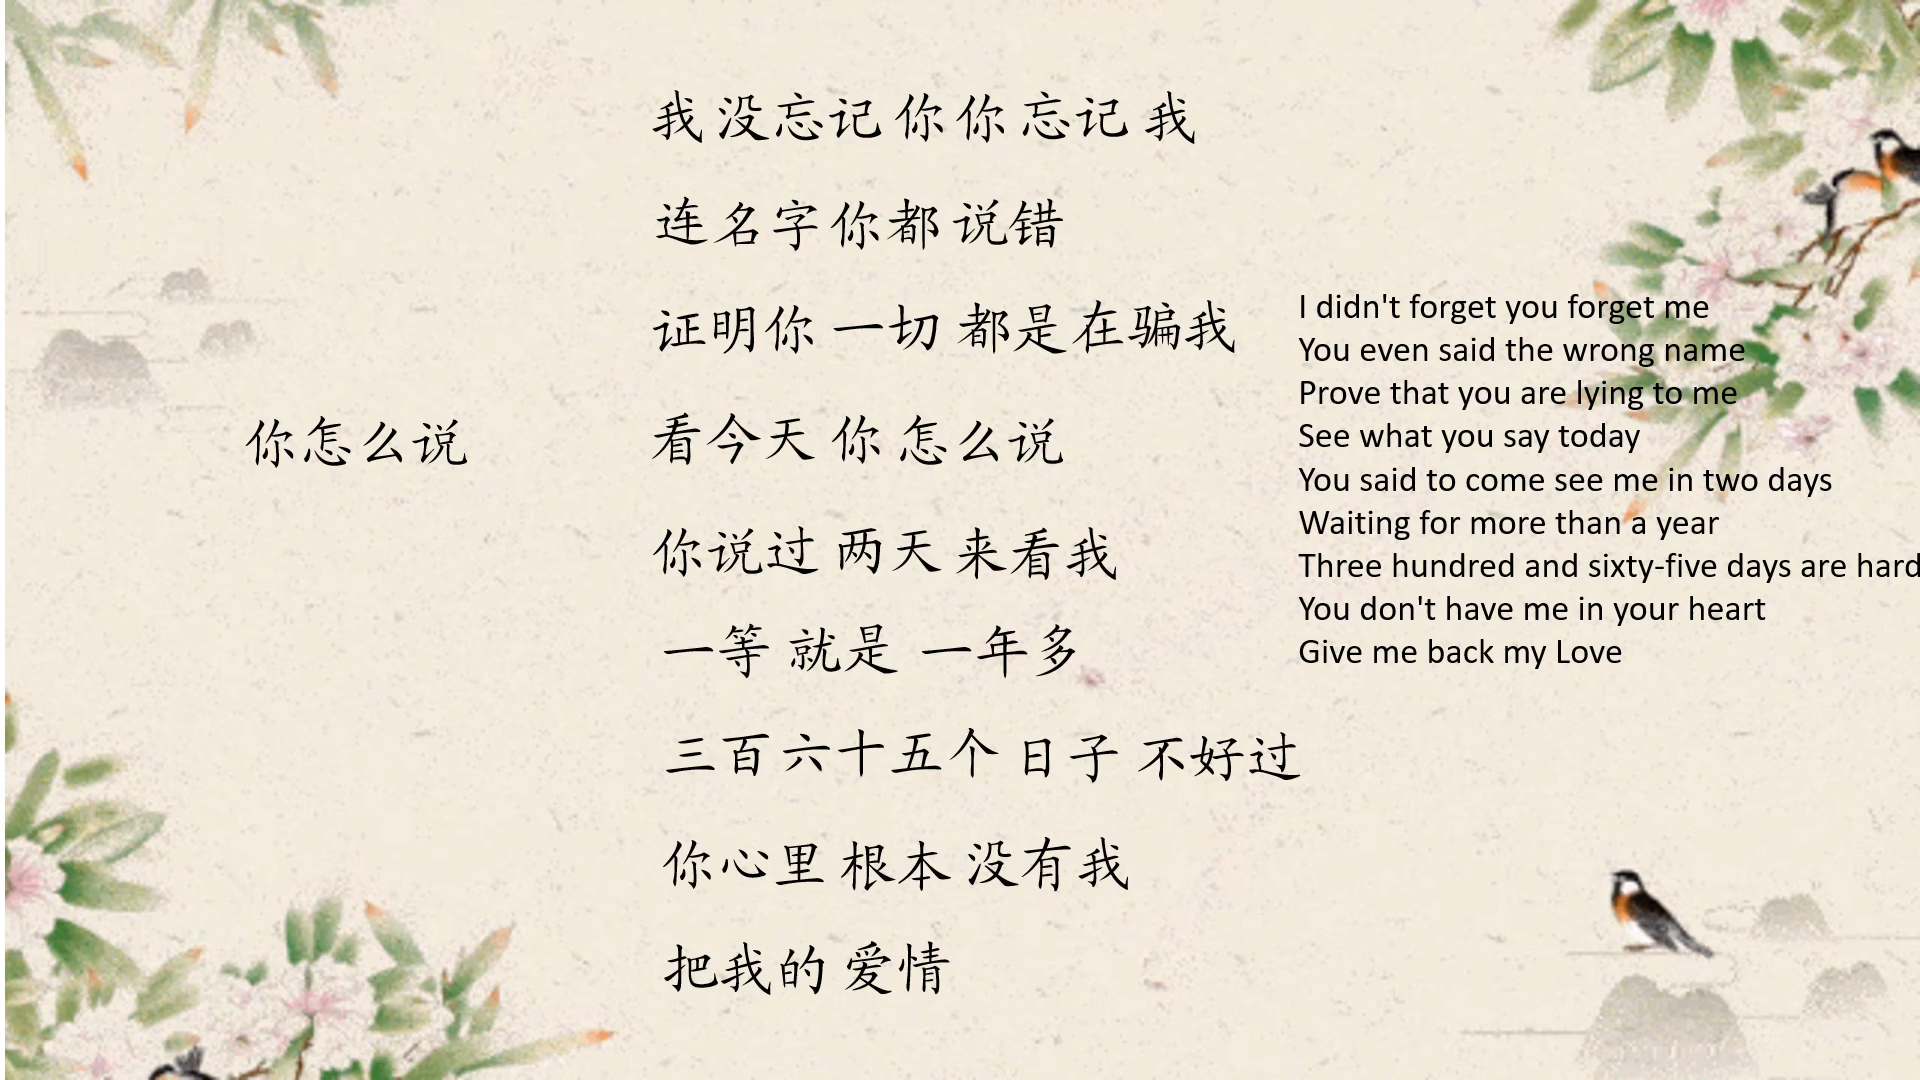 你怎么说
我没忘记你你忘记我
连名字你都说错
证明你一切都是在骗我
看今天你怎么说
你说过两天来看我
一等就是一年多
三百六十五个日子不好过
你心里根本没有我
把我的爱情
I didn't forget you forget me
You even said the wrong name
Prove that you are lying to me
See what you say today
You said to come see me in two days
Waiting for more than a year
Three hundred and sixty-five days are hard
You don't have me in your heart
Give me back my Love